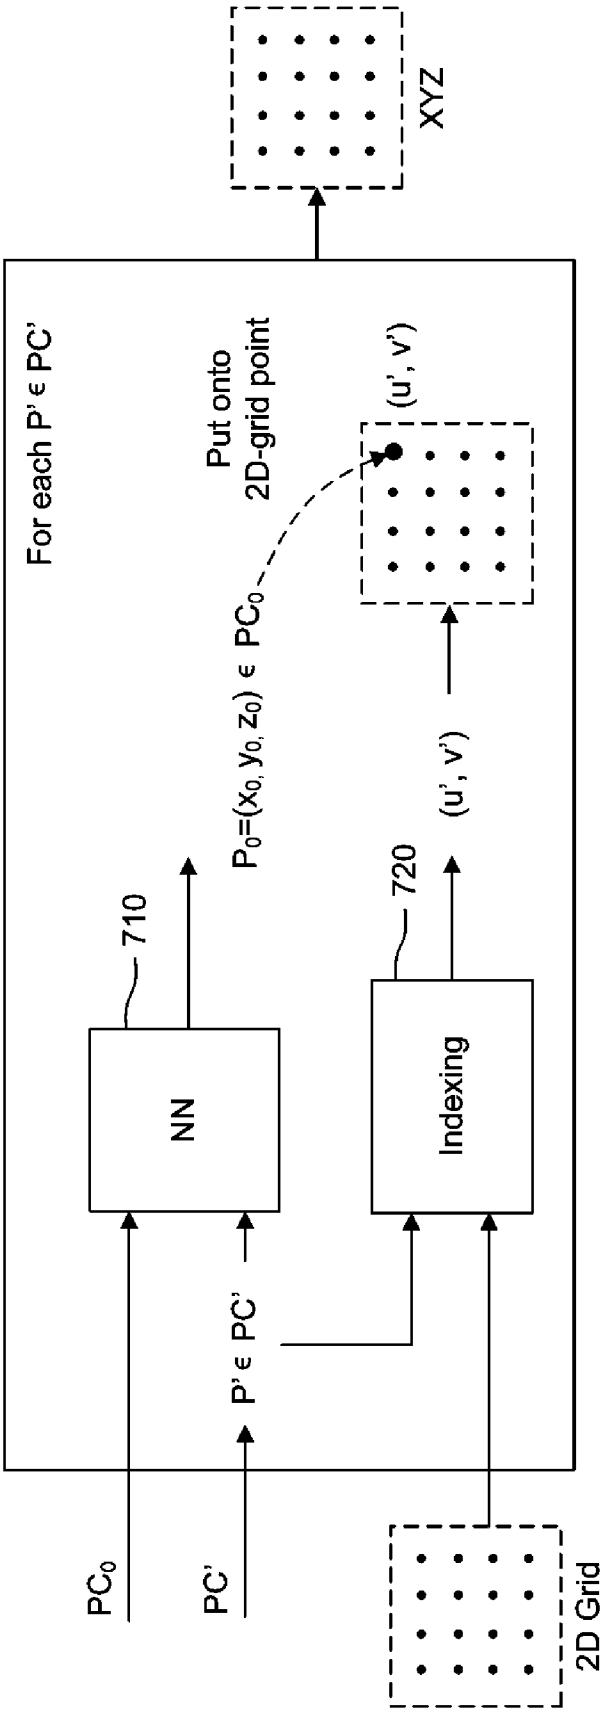 For each P' ϵ PC'
PC₀
PC'
P' ϵ PC'
NN
710
P₀=(x₀, y₀, z₀) ϵ PC₀
Put onto
2D-grid point
(u', v')
Indexing
720
(u', v')
2D Grid
XYZ